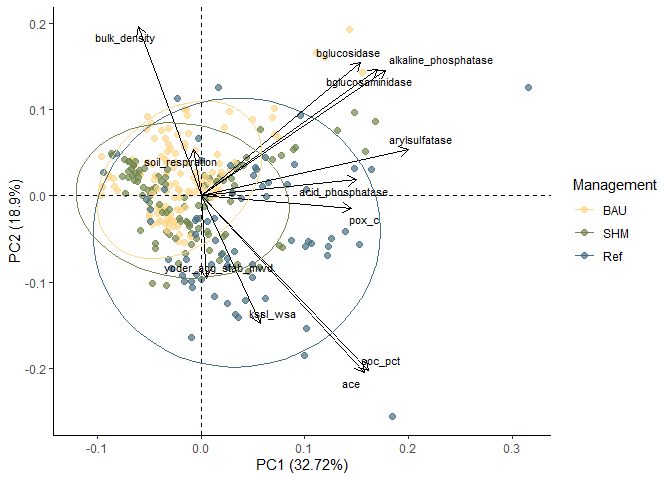 0.2
0.1
0.0
-0.1
-0.2
PC2 (18.9%)
bulk_density
bglucosidase
alkaline_phosphatase
bglucosaminidase
arylsulfatase
soil_respiration
acid_phosphatase
pox_c
yoder_agg_stab_mwd
kssl_wsa
soc_pct
ace
-0.1
0.0
0.1
0.2
0.3
PC1 (32.72%)
Management
BAU
SHM
Ref